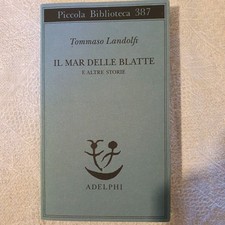 Piccola Biblioteca 387
Tommaso Landolfi
IL MAR DELLE BLATTE
E ALTRE STORIE
ADELPHI